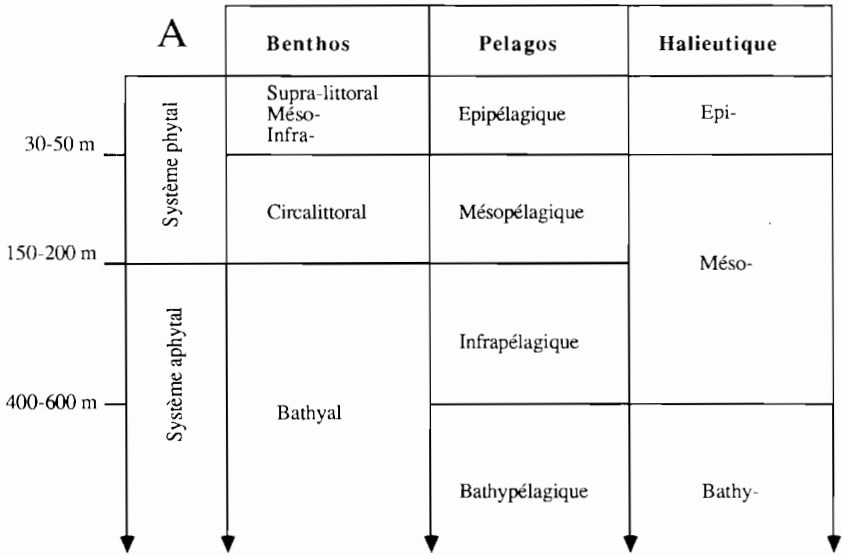 A
Benthos Pelagos Halieutique
Supra-littoral
Méso-
Infra-
Epipélagique
Epi-
30-50 m
Système phytal
Circalittoral
Mésopélagique
150-200 m
Méso-
Infrapélagique
Système aphytal
400-600 m
Bathyal
Bathypélagique
Bathy-